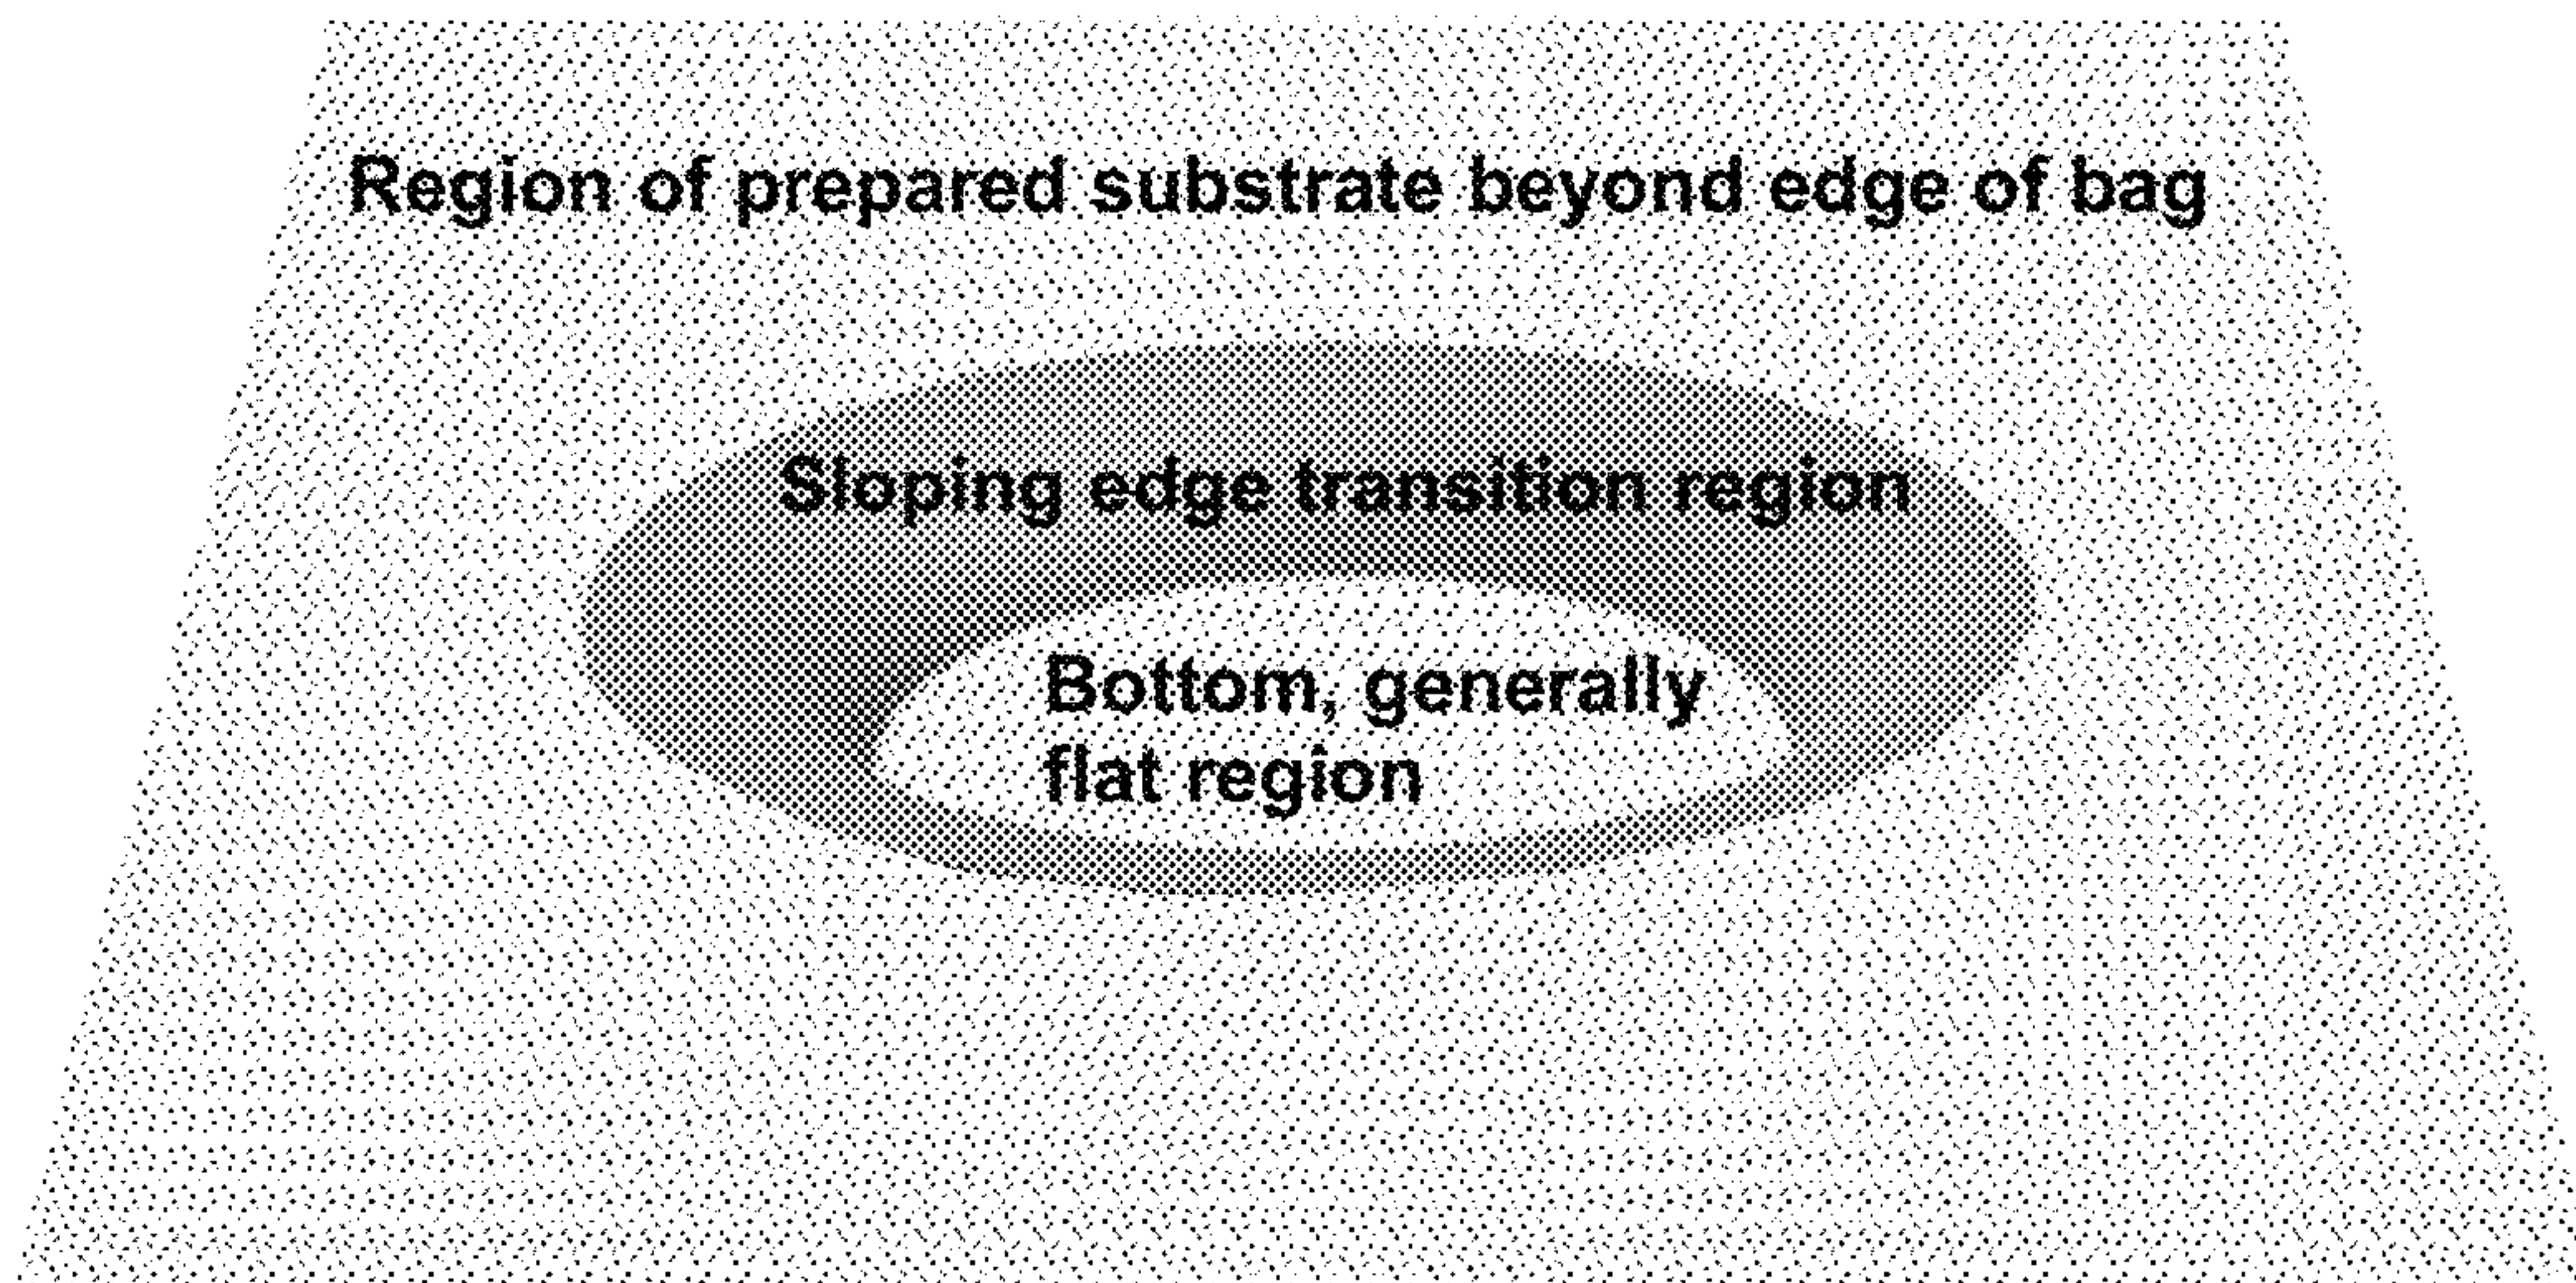 Region of prepared substrate beyond edge of bag
Sloping edge transition region
Bottom, generally
flat region